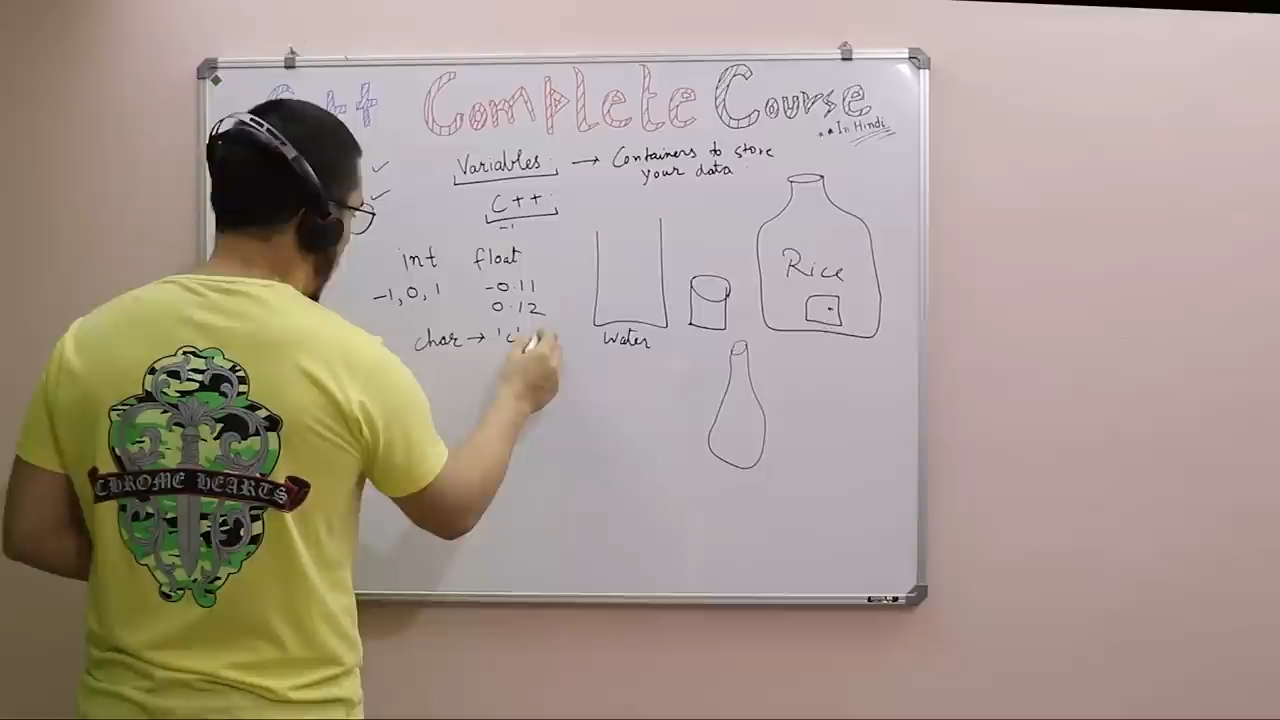 Complete Course
**In Hindi
Variables → Containers to store
your data
C++
int float
-1, 0, 1
-0.11
0.12
char → 'c'
Water
Rice
CHROME HEARTS